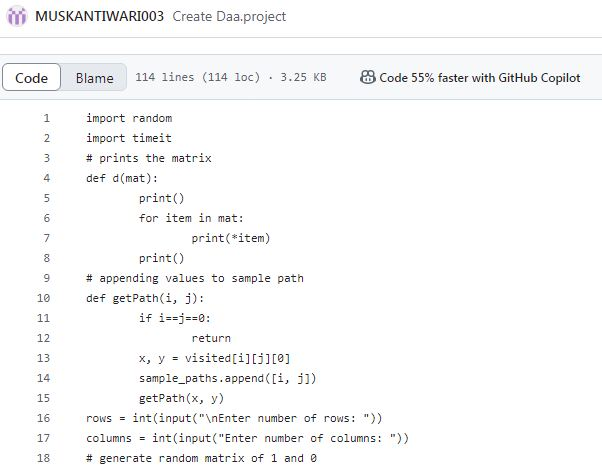 MUSKANTIWARI003 Create Daa.project
Code Blame 114 lines (114 loc) · 3.25 KB Code 55% faster with GitHub Copilot
1 import random
2 import timeit
3 # prints the matrix
4 def d(mat):
5 print()
6 for item in mat:
7 print(*item)
8 print()
9 # appending values to sample path
10 def getPath(i, j):
11 if i==j==0:
12 return
13 x, y = visited[i][j][0]
14 sample_paths.append([i, j])
15 getPath(x, y)
16 rows = int(input("\nEnter number of rows: "))
17 columns = int(input("Enter number of columns: "))
18 # generate random matrix of 1 and 0